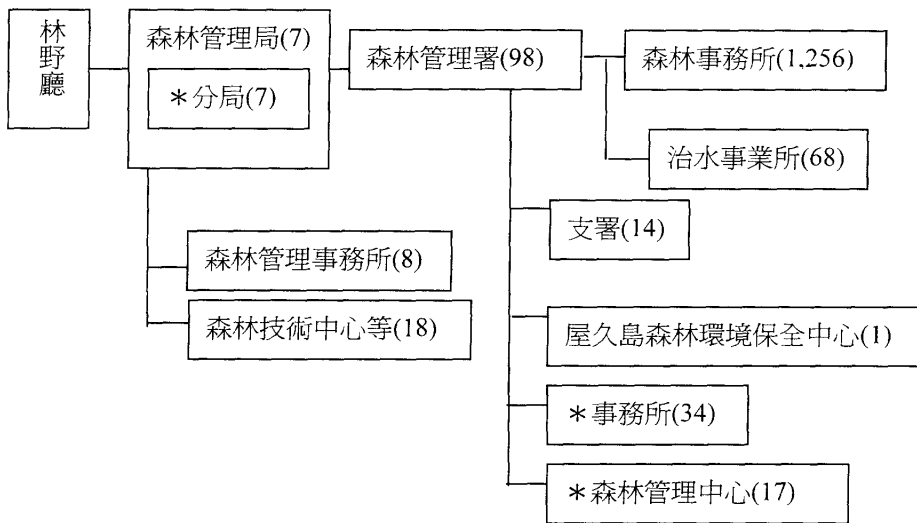 林野廳
森林管理局(7)
＊分局(7)
森林管理署(98)
森林事務所(1,256)
治水事業所(68)
支署(14)
森林管理事務所(8)
森林技術中心等(18)
屋久島森林環境保全中心(1)
＊事務所(34)
＊森林管理中心(17)